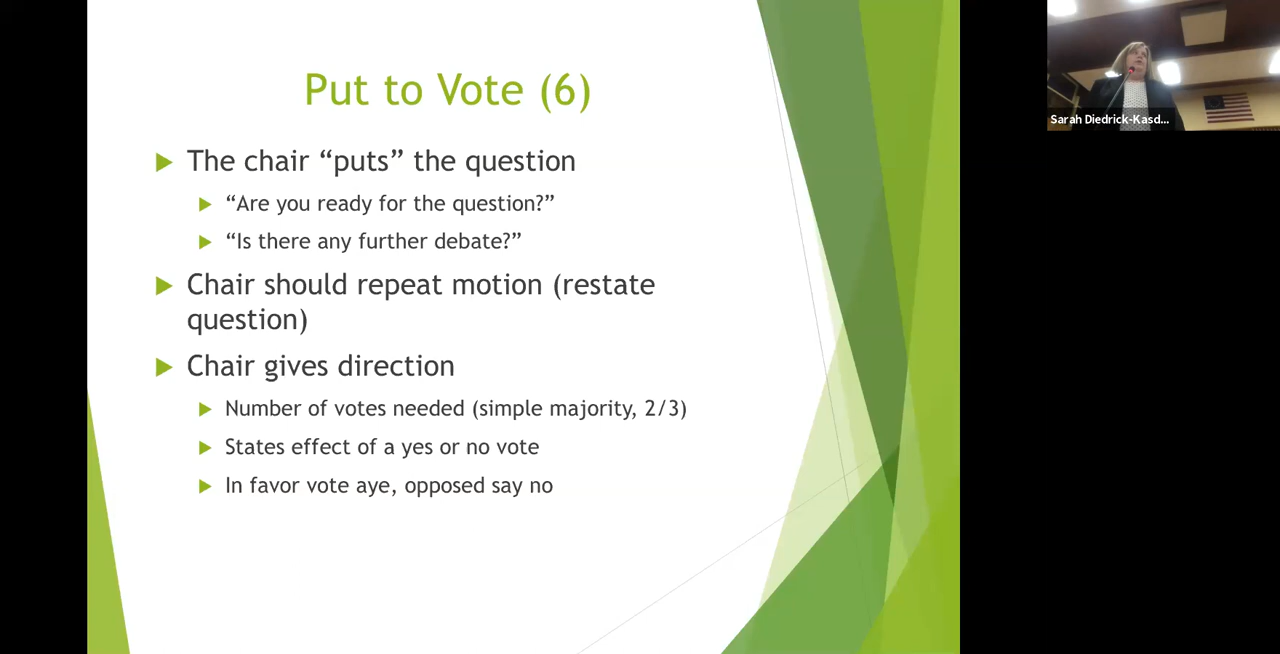 Put to Vote (6)
The chair “puts” the question
“Are you ready for the question?”
“Is there any further debate?”
Chair should repeat motion (restate
question)
Chair gives direction
Number of votes needed (simple majority, 2/3)
States effect of a yes or no vote
In favor vote aye, opposed say no
Sarah Diedrick-Kasd...